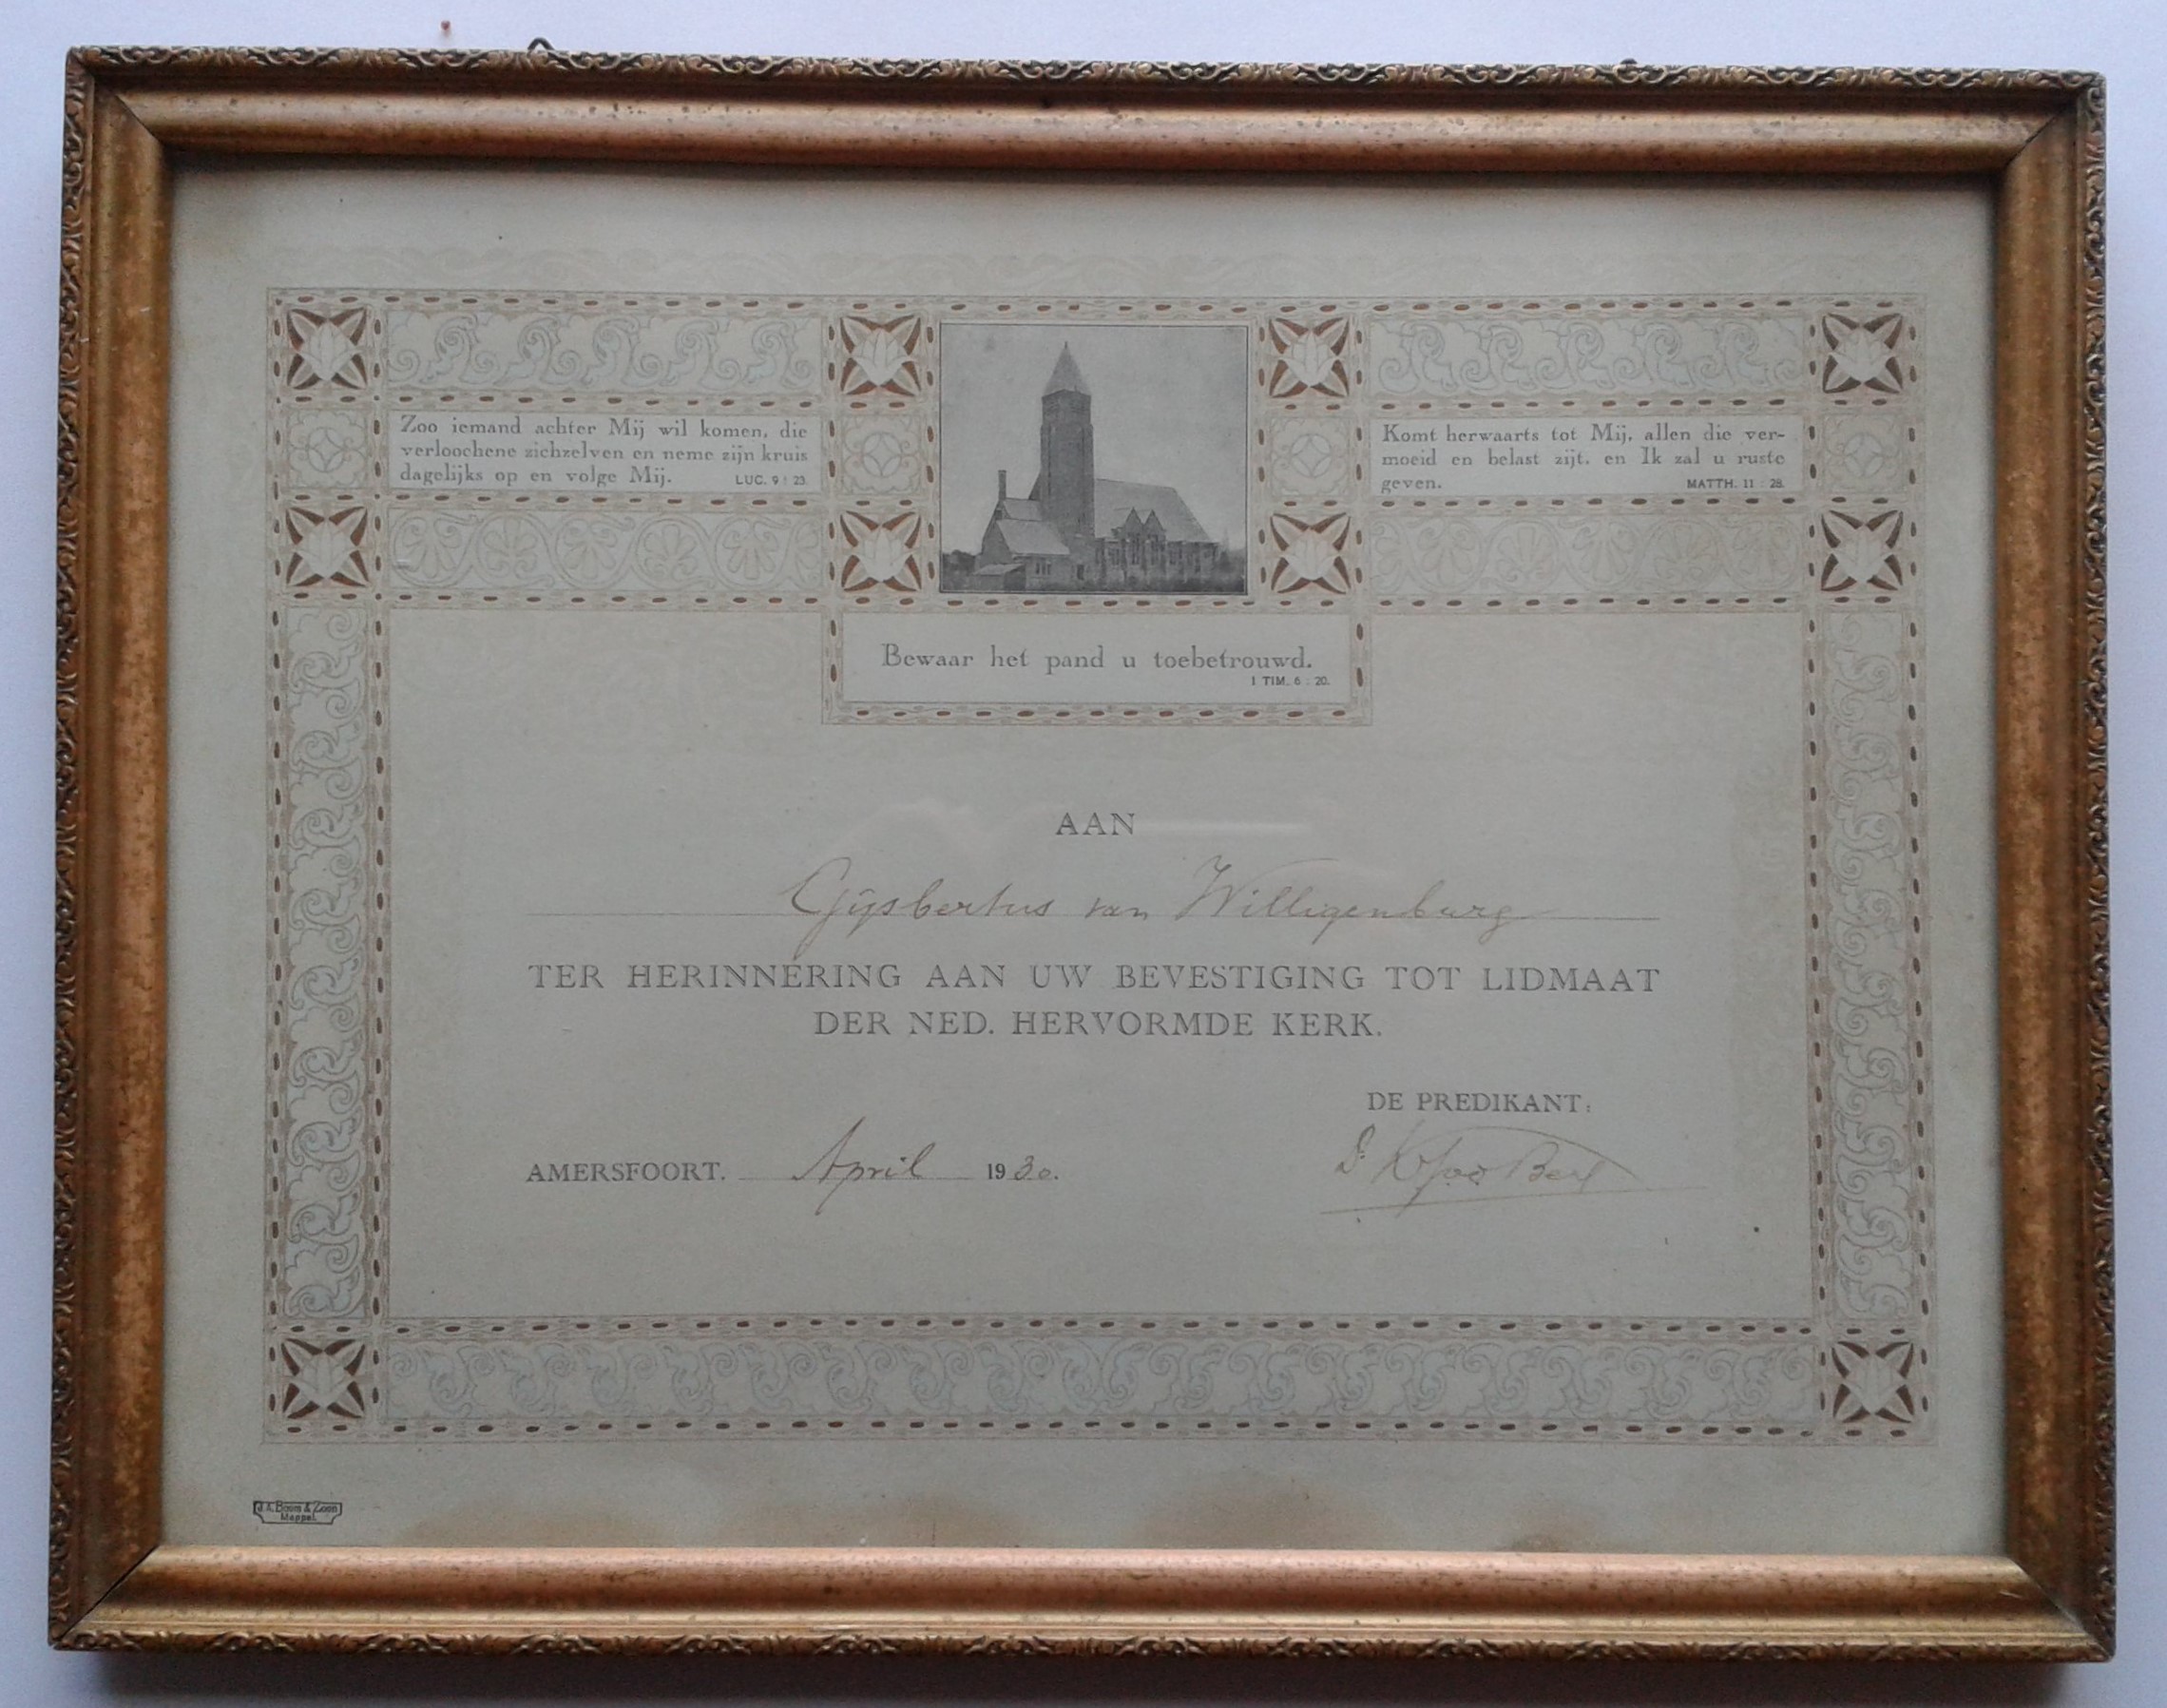 Zoo iemand achter Mij wil komen, die
verloochene zichzelven en neme zijn kruis
dagelijks op en volge Mij. LUC. 9 : 23.
Komt herwaarts tot Mij, allen die ver-
moeid en belast zijt, en Ik zal u ruste
geven. MATTH. 11 : 28.
Bewaar het pand u toebetrouwd.
1 TIM. 6 : 20.
AAN
Gijsbertus van Willigenburg
TER HERINNERING AAN UW BEVESTIGING TOT LIDMAAT
DER NED. HERVORMDE KERK.
DE PREDIKANT:
AMERSFOORT. April 1930.
J.A. Boom & Zoon
Meppel.